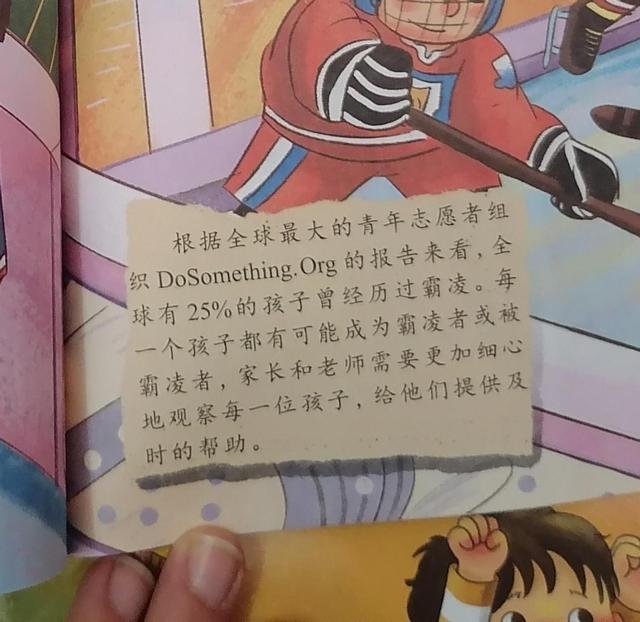 根据全球最大的青年志愿者组
织 DoSomething.Org 的报告来看，全
球有 25% 的孩子曾经历过霸凌。每
一个孩子都有可能成为霸凌者或被
霸凌者，家长和老师需要更加细心
地观察每一位孩子，给他们提供及
时的帮助。